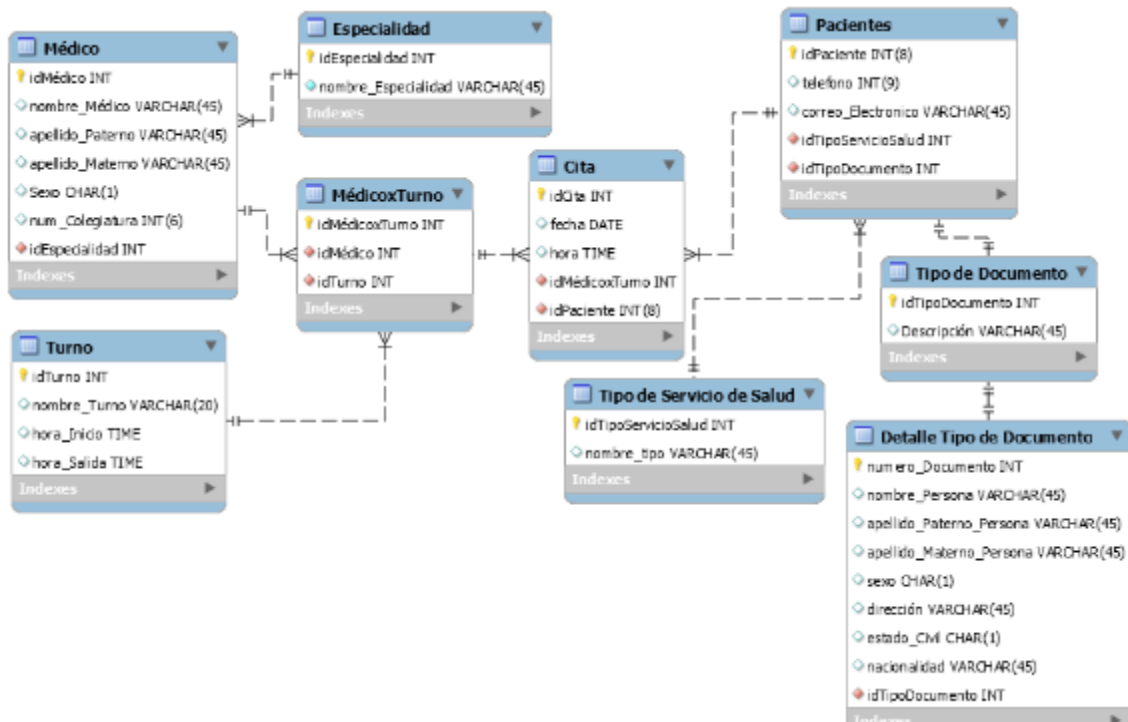 Médico
idMédico INT
nombre_Médico VARCHAR(45)
apellido_Paterno VARCHAR(45)
apellido_Materno VARCHAR(45)
Sexo CHAR(1)
num_Colegiatura INT(6)
idEspecialidad INT
Indexes
Especialidad
idEspecialidad INT
nombre_Especialidad VARCHAR(45)
Indexes
MédicoxTurno
idMédicoxTurno INT
idMédico INT
idTurno INT
Indexes
Turno
idTurno INT
nombre_Turno VARCHAR(20)
hora_Inicio TIME
hora_Salida TIME
Indexes
Cita
idCita INT
fecha DATE
hora TIME
idMédicoxTurno INT
idPaciente INT(8)
Indexes
Pacientes
idPaciente INT(8)
telefono INT(9)
correo_Electronico VARCHAR(45)
idTipoServicioSalud INT
idTipoDocumento INT
Indexes
Tipo de Servicio de Salud
idTipoServicioSalud INT
nombre_tipo VARCHAR(45)
Indexes
Tipo de Documento
idTipoDocumento INT
Descripción VARCHAR(45)
Indexes
Detalle Tipo de Documento
numero_Documento INT
nombre_Persona VARCHAR(45)
apellido_Paterno_Persona VARCHAR(45)
apellido_Materno_Persona VARCHAR(45)
sexo CHAR(1)
dirección VARCHAR(45)
estado_Civil CHAR(1)
nacionalidad VARCHAR(45)
idTipoDocumento INT
Indexes